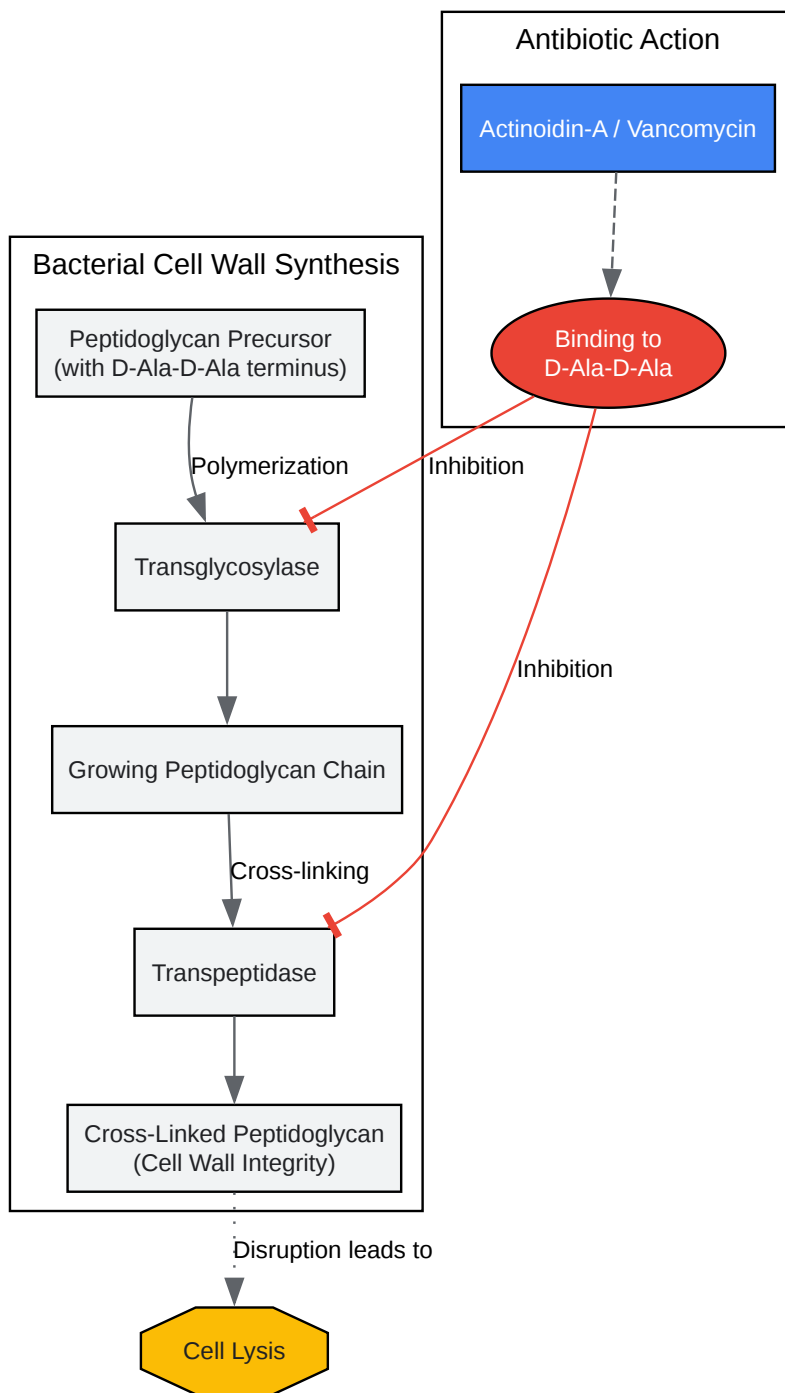 Antibiotic Action
Actinoidin-A / Vancomycin
Binding to
D-Ala-D-Ala
Inhibition
Inhibition
Bacterial Cell Wall Synthesis
Peptidoglycan Precursor
(with D-Ala-D-Ala terminus)
Polymerization
Transglycosylase
Growing Peptidoglycan Chain
Cross-linking
Transpeptidase
Cross-Linked Peptidoglycan
(Cell Wall Integrity)
Disruption leads to
Cell Lysis